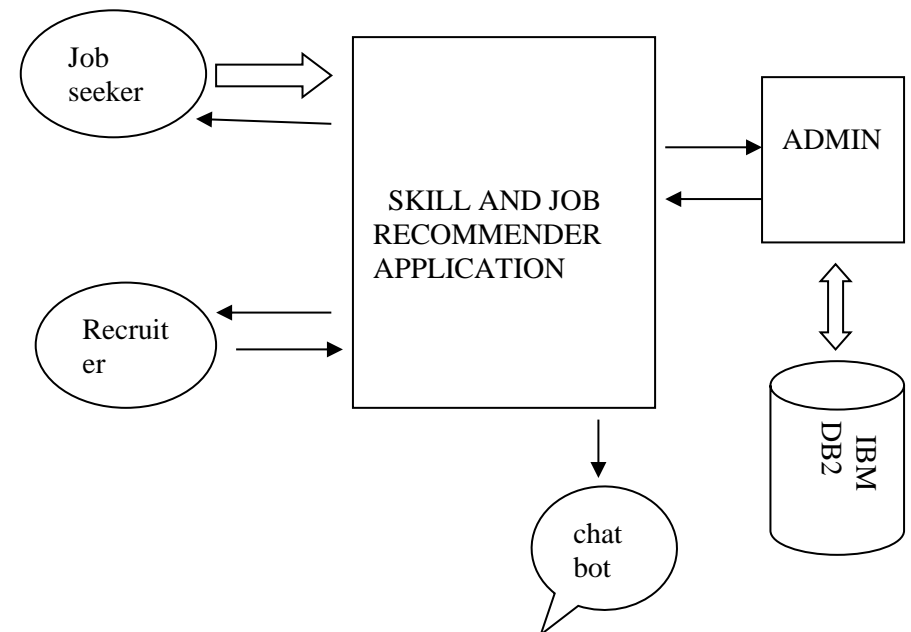 Job
seeker
ADMIN
SKILL AND JOB
RECOMMENDER
APPLICATION
Recruit
er
IBM
DB2
chat
bot